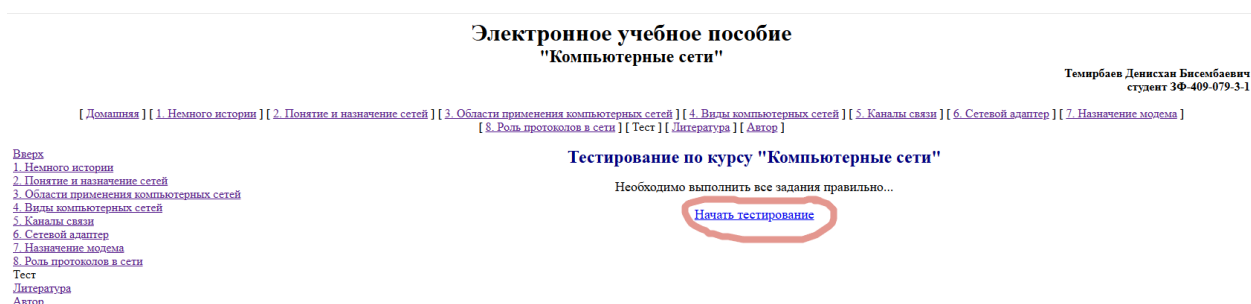 Электронное учебное пособие
"Компьютерные сети"
Темирбаев Денисхан Бисембаевич
студент ЗФ-409-079-3-1
[ Домашняя ] [ 1. Немного истории ] [ 2. Понятие и назначение сетей ] [ 3. Области применения компьютерных сетей ] [ 4. Виды компьютерных сетей ] [ 5. Каналы связи ] [ 6. Сетевой адаптер ] [ 7. Назначение модема ]
[ 8. Роль протоколов в сети ] [ Тест ] [ Литература ] [ Автор ]
Вверх
1. Немного истории
2. Понятие и назначение сетей
3. Области применения компьютерных сетей
4. Виды компьютерных сетей
5. Каналы связи
6. Сетевой адаптер
7. Назначение модема
8. Роль протоколов в сети
Тест
Литература
Автор
Тестирование по курсу "Компьютерные сети"
Необходимо выполнить все задания правильно...
Начать тестирование